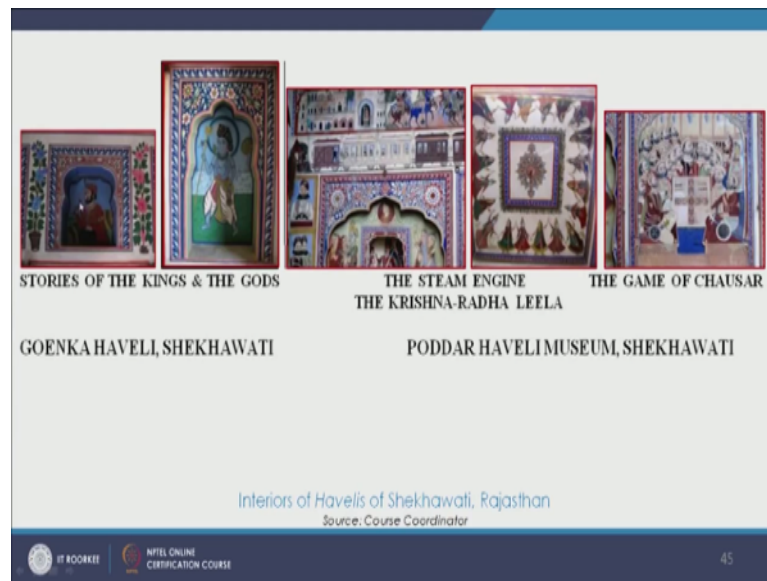 STORIES OF THE KINGS & THE GODS
THE STEAM ENGINE
THE KRISHNA-RADHA LEELA
THE GAME OF CHAUSAR
GOENKA HAVELI, SHEKHAWATI
PODDAR HAVELI MUSEUM, SHEKHAWATI
Interiors of Havelis of Shekhawati, Rajasthan
Source: Course Coordinator
IIT ROORKEE
NPTEL ONLINE
CERTIFICATION COURSE
45